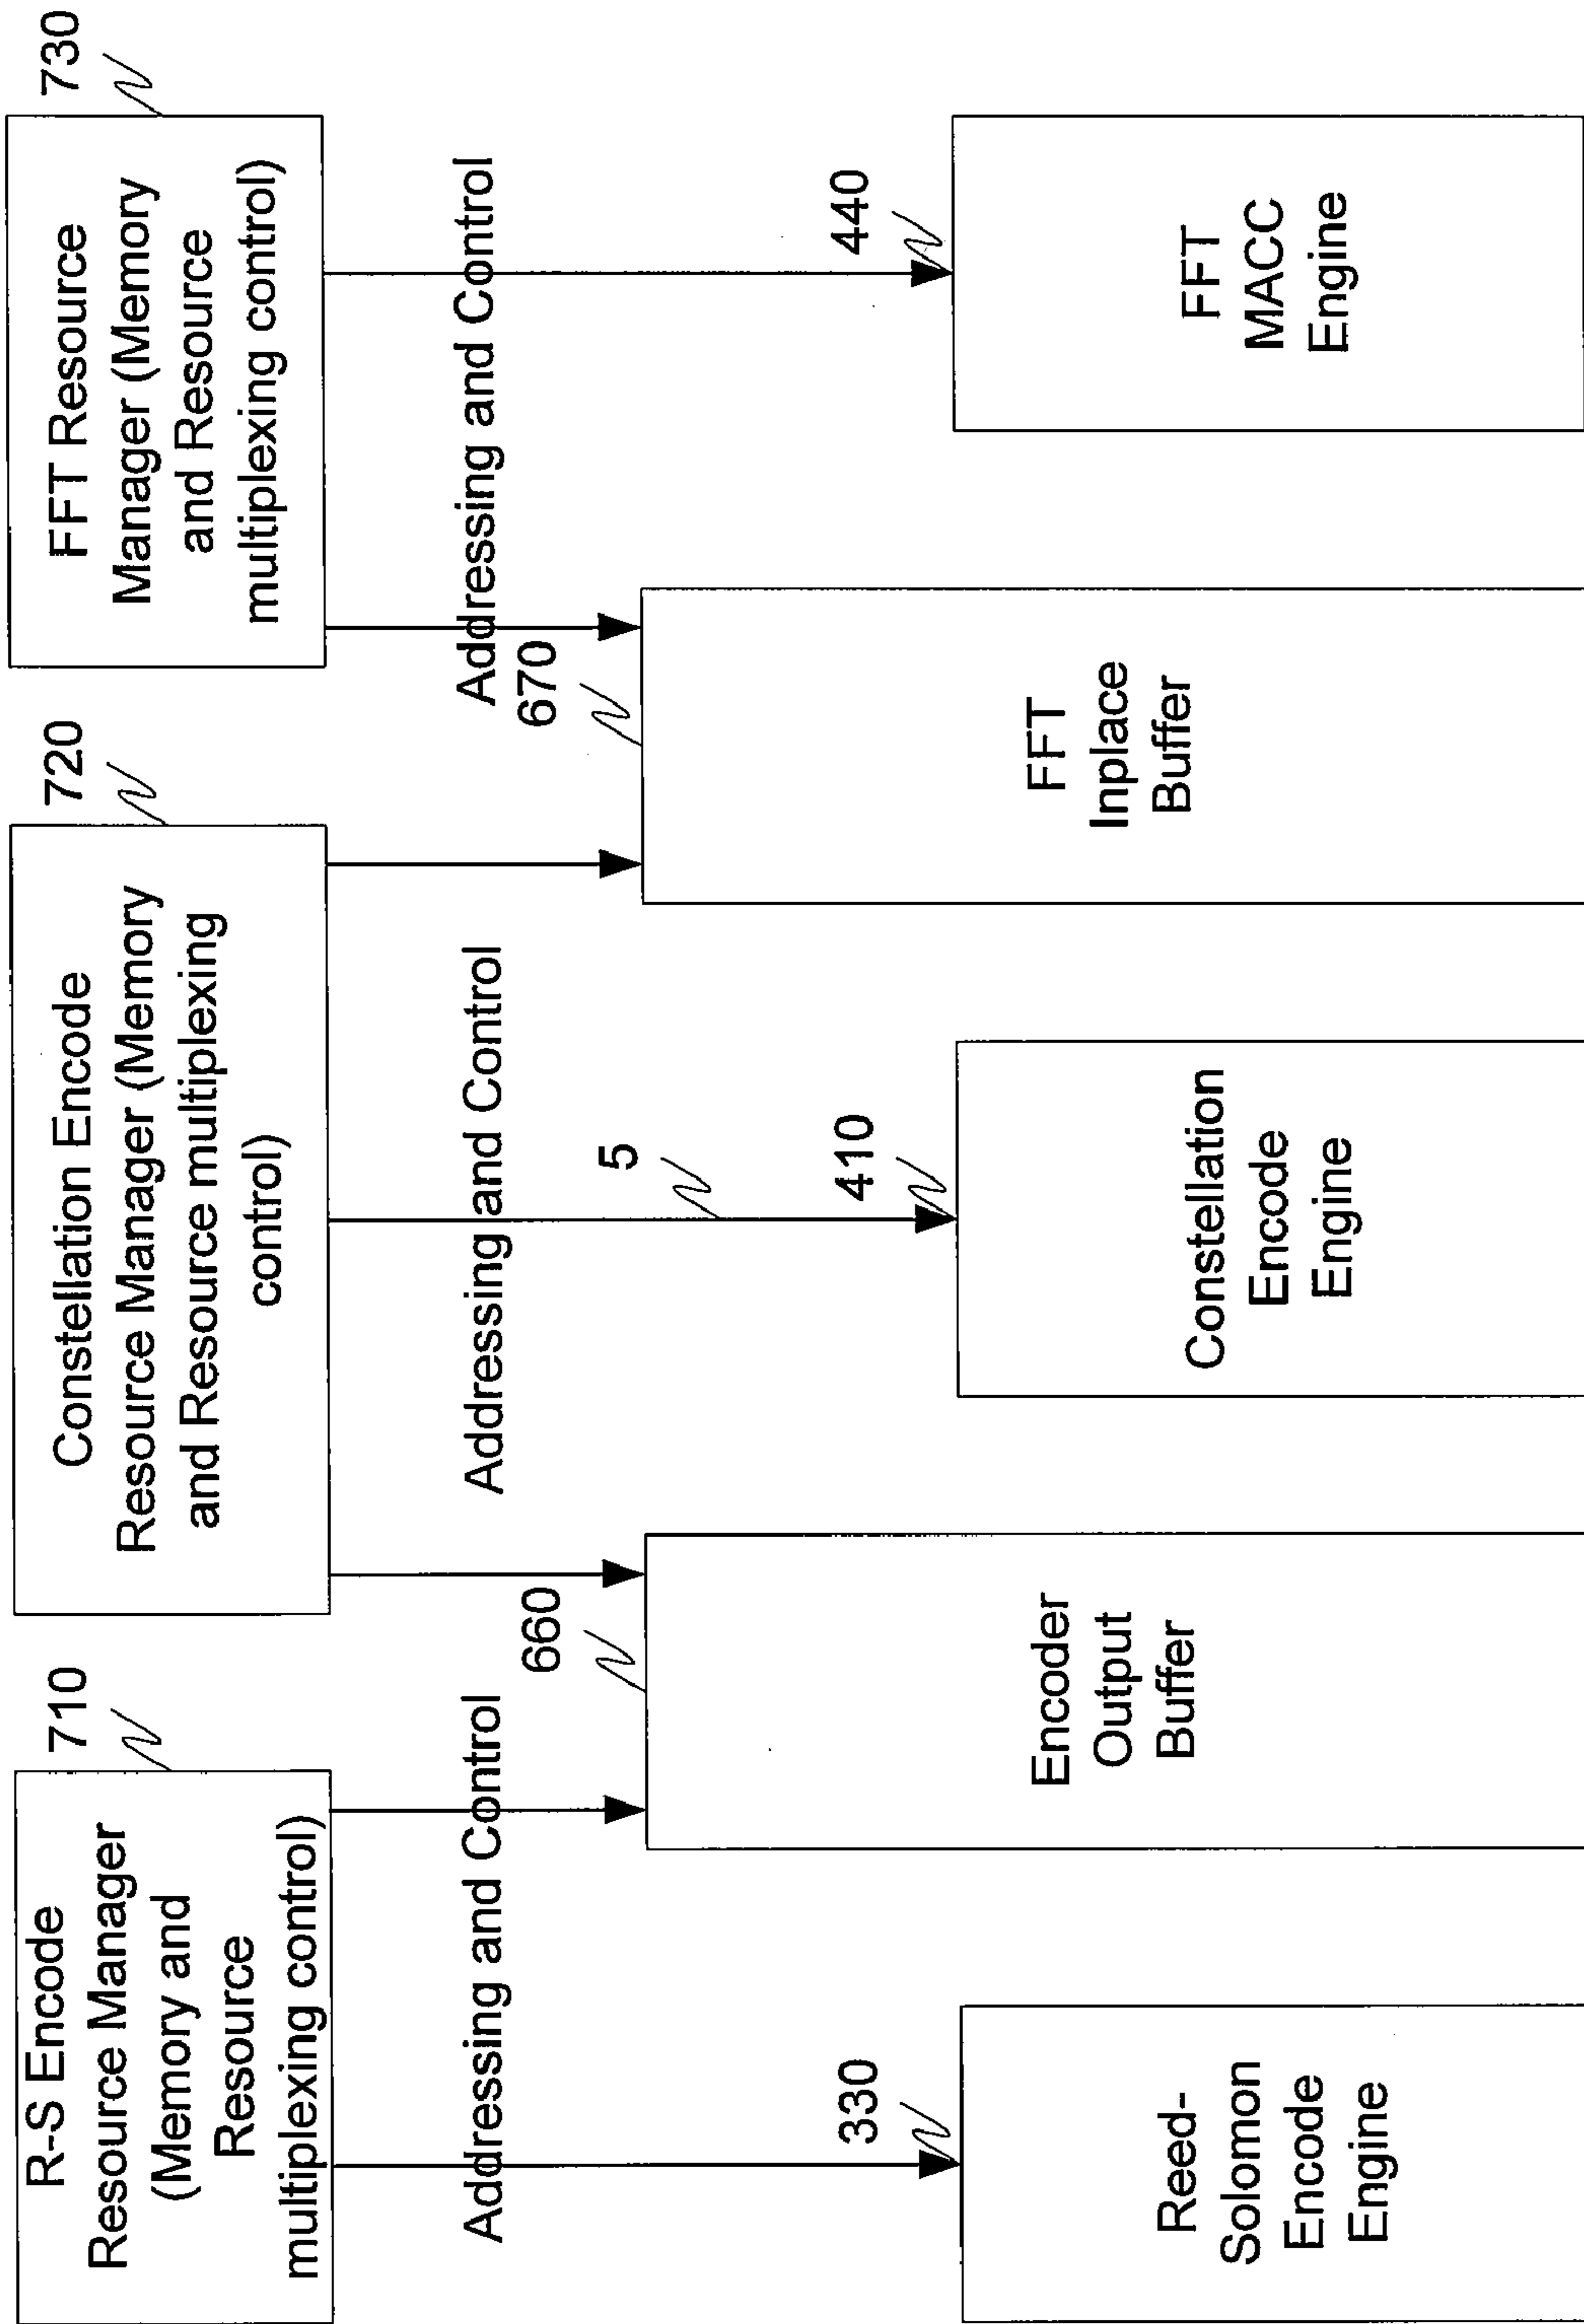 R-S Encode
Resource Manager
(Memory and
Resource
multiplexing control)
710
Constellation Encode
Resource Manager (Memory
and Resource multiplexing
control)
720
FFT Resource
Manager (Memory
and Resource
multiplexing control)
730
Addressing and Control
Addressing and Control
Addressing and Control
660
5
670
330
410
440
Reed-
Solomon
Encode
Engine
Encoder
Output
Buffer
Constellation
Encode
Engine
FFT
Inplace
Buffer
FFT
MACC
Engine